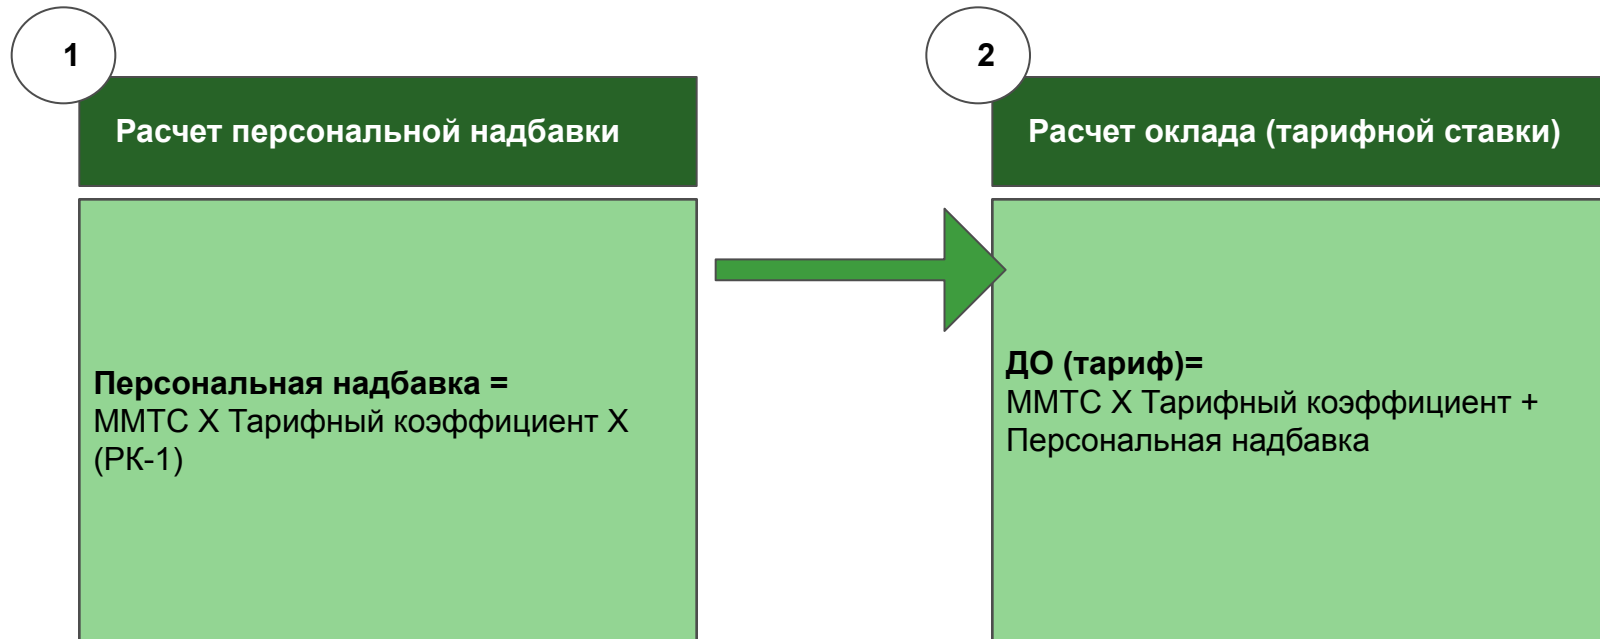 1
Расчет персональной надбавки
Персональная надбавка =
ММТС Х Тарифный коэффициент Х
(РК-1)
2
Расчет оклада (тарифной ставки)
ДО (тариф)=
ММТС Х Тарифный коэффициент +
Персональная надбавка